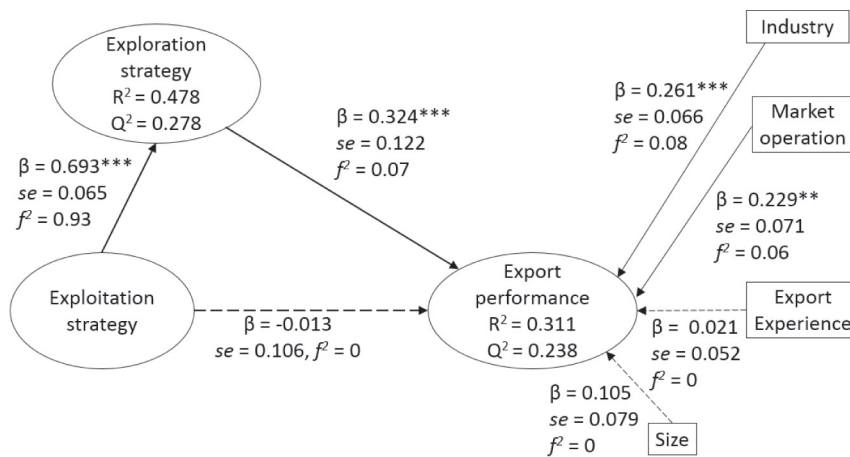 Exploration
strategy
R² = 0.478
Q² = 0.278
Industry
β = 0.324***
se = 0.122
f² = 0.07
β = 0.261***
se = 0.066
f² = 0.08
Market
operation
β = 0.693***
se = 0.065
f² = 0.93
β = 0.229**
se = 0.071
f² = 0.06
Exploitation
strategy
β = -0.013
se = 0.106, f² = 0
Export
performance
R² = 0.311
Q² = 0.238
Export
Experience
β = 0.021
se = 0.052
f² = 0
β = 0.105
se = 0.079
f² = 0
Size